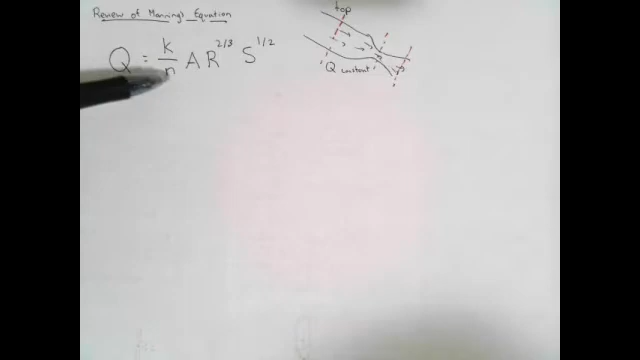 Review of Manning's Equation
top
Q = k/n A R^2/3 S^1/2
Q constant